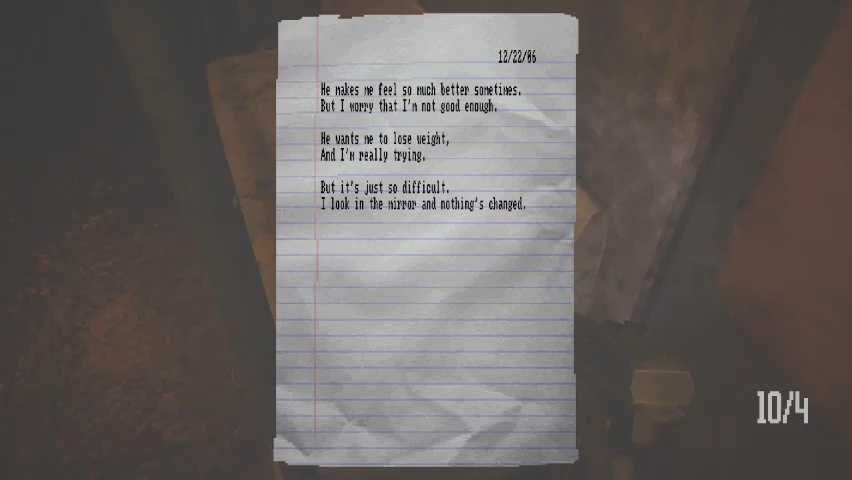 12/22/06
He makes me feel so much better sometimes.
But I worry that I'm not good enough.
He wants me to lose weight,
And I'm really trying.
But it's just so difficult.
I look in the mirror and nothing's changed.
10/4